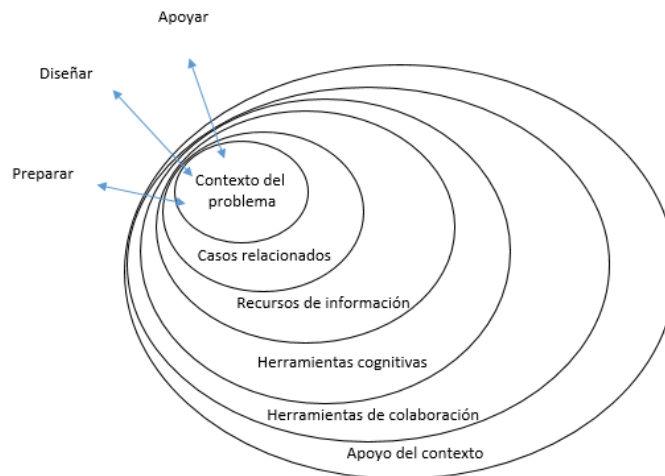 Apoyar
Diseñar
Preparar
Contexto del
problema
Casos relacionados
Recursos de información
Herramientas cognitivas
Herramientas de colaboración
Apoyo del contexto